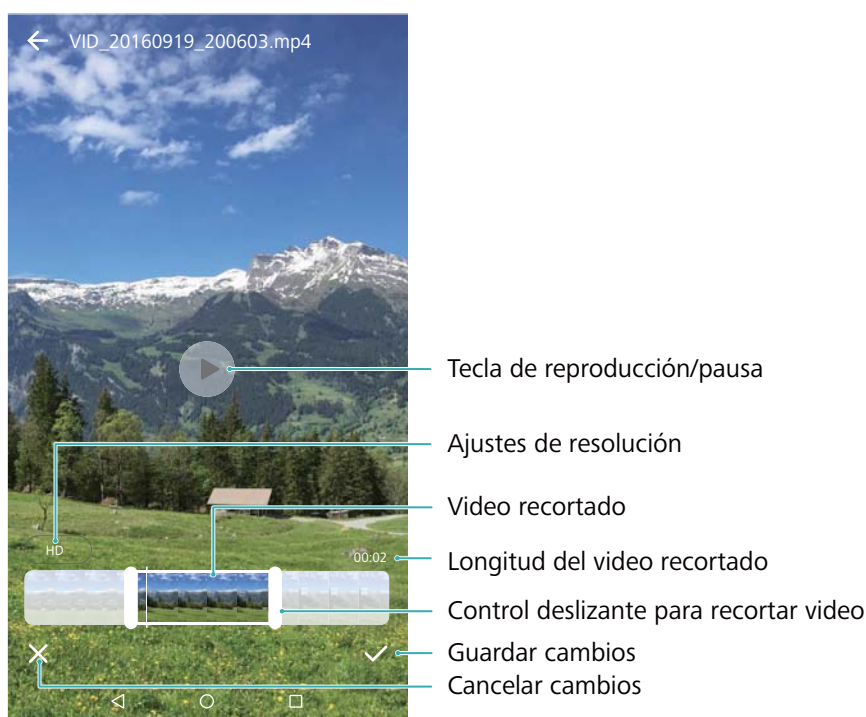 VID_20160919_200603.mp4
Tecla de reproducción/pausa
Ajustes de resolución
Video recortado
HD
00:02
Longitud del video recortado
Control deslizante para recortar video
Guardar cambios
Cancelar cambios